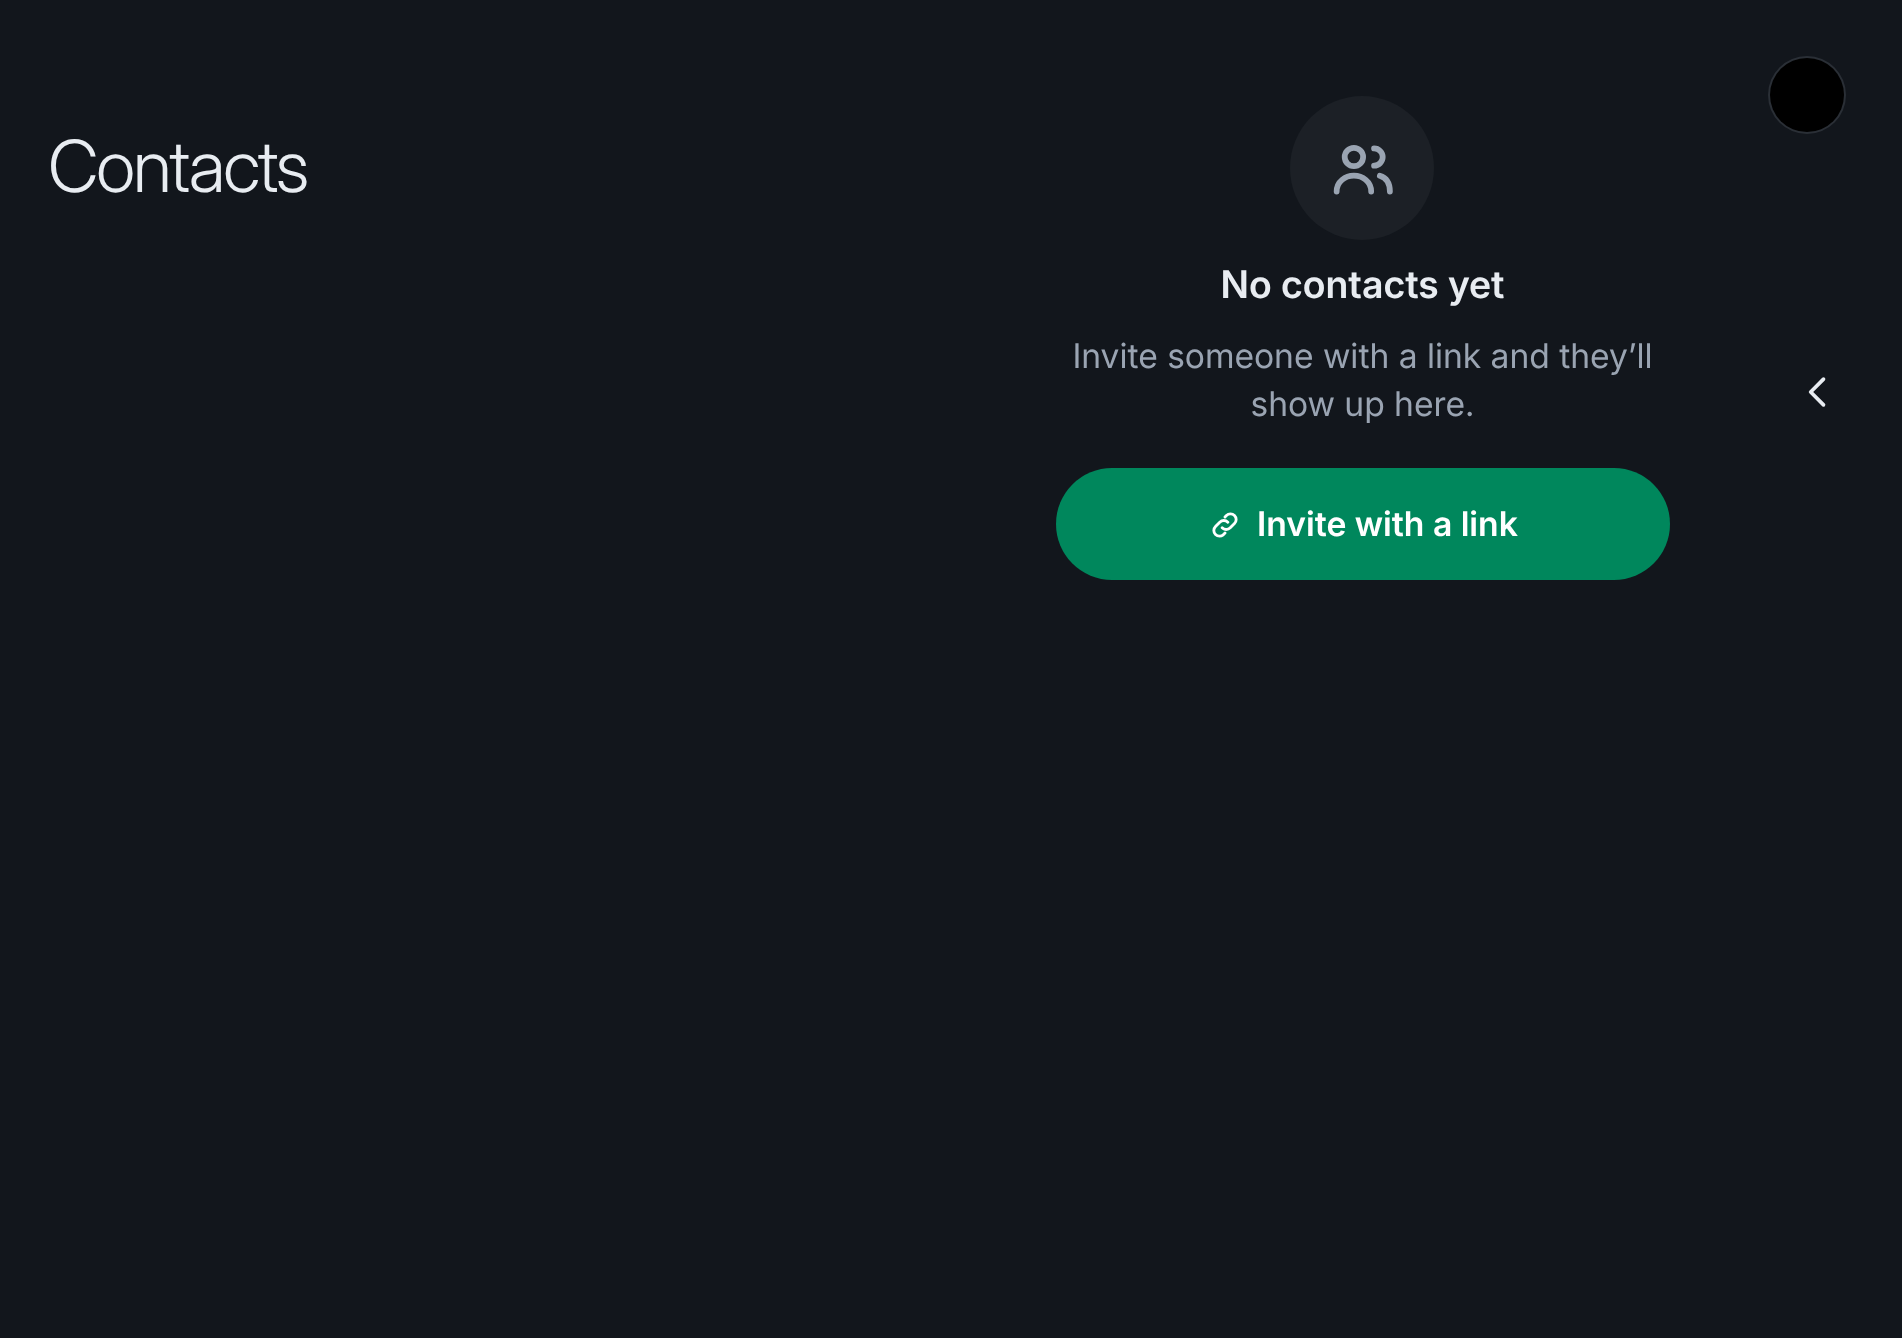 Contacts
No contacts yet
Invite someone with a link and they’ll
show up here.
Invite with a link